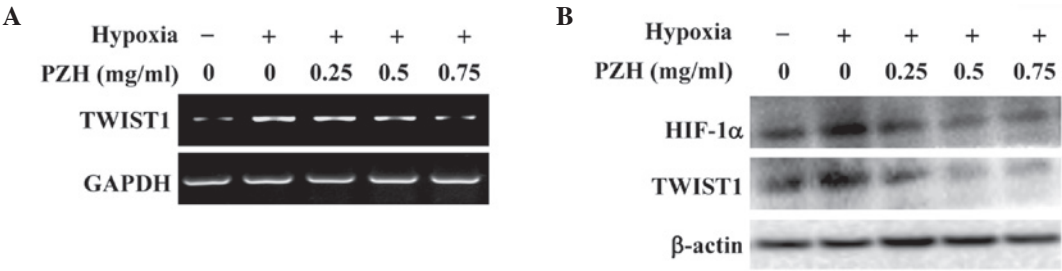 A
Hypoxia − + + + +
PZH (mg/ml) 0 0 0.25 0.5 0.75
TWIST1
GAPDH
B
Hypoxia − + + + +
PZH (mg/ml) 0 0 0.25 0.5 0.75
HIF-1α
TWIST1
β-actin